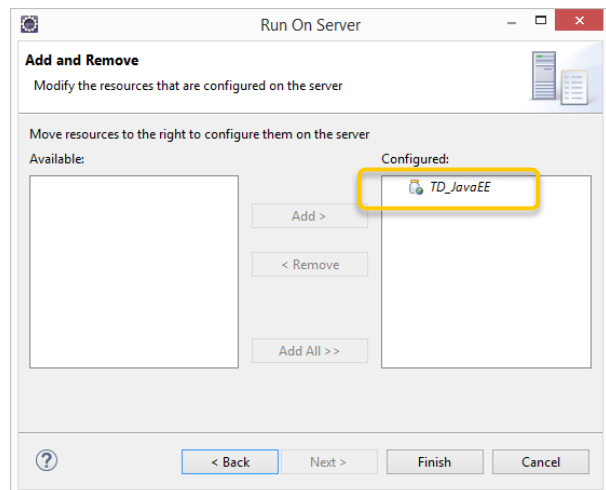 Run On Server
Add and Remove
Modify the resources that are configured on the server
Move resources to the right to configure them on the server
Available:
Configured:
TD_JavaEE
Add >
< Remove
Add All >>
< Back
Next >
Finish
Cancel